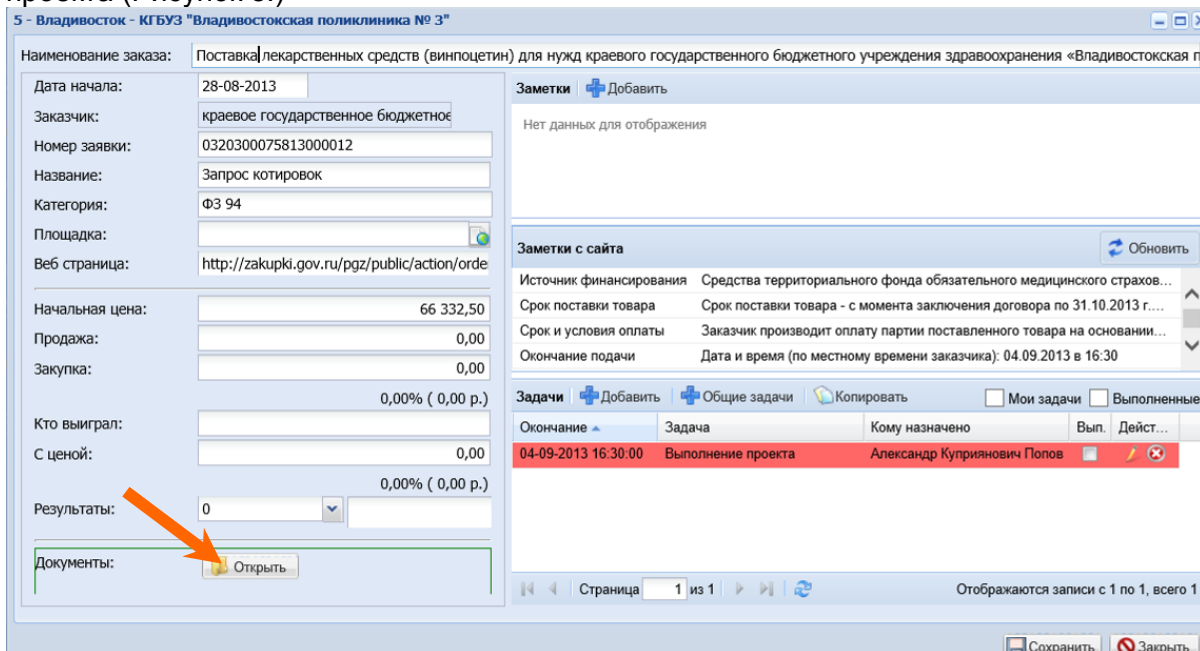 5 - Владивосток - КГБУЗ "Владивостокская поликлиника № 3"
Наименование заказа: Поставка лекарственных средств (винпоцетин) для нужд краевого государственного бюджетного учреждения здравоохранения «Владивостокская п
Дата начала: 28-08-2013
Заказчик: краевое государственное бюджетное
Номер заявки: 0320300075813000012
Название: Запрос котировок
Категория: ФЗ 94
Площадка:
Веб страница: http://zakupki.gov.ru/pgz/public/action/orde
Начальная цена: 66 332,50
Продажа: 0,00
Закупка: 0,00
0,00% ( 0,00 р.)
Кто выиграл:
С ценой: 0,00
0,00% ( 0,00 р.)
Результаты: 0
Документы: Открыть
Заметки Добавить
Нет данных для отображения
Заметки с сайта Обновить
Источник финансирования Средства территориального фонда обязательного медицинского страхов...
Срок поставки товара Срок поставки товара - с момента заключения договора по 31.10.2013 г....
Срок и условия оплаты Заказчик производит оплату партии поставленного товара на основании...
Окончание подачи Дата и время (по местному времени заказчика): 04.09.2013 в 16:30
Задачи Добавить Общие задачи Копировать Мои задачи Выполненные
Окончание Задача Кому назначено Вып. Дейст...
04-09-2013 16:30:00 Выполнение проекта Александр Куприянович Попов
Страница 1 из 1 Отображаются записи с 1 по 1, всего 1
Сохранить Закрыть